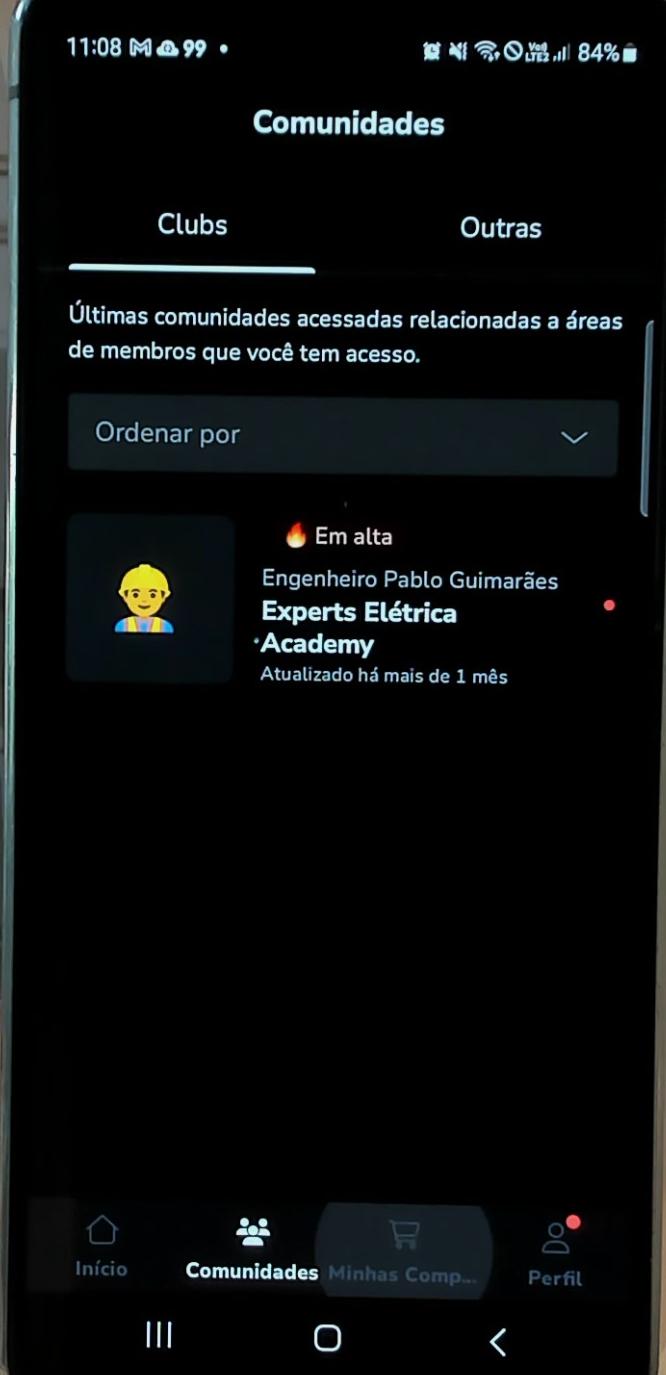 11:08 99
84%
Comunidades
Clubs
Outras
Últimas comunidades acessadas relacionadas a áreas
de membros que você tem acesso.
Ordenar por
Em alta
Engenheiro Pablo Guimarães
Experts Elétrica
Academy
Atualizado há mais de 1 mês
Início
Comunidades
Minhas Comp...
Perfil